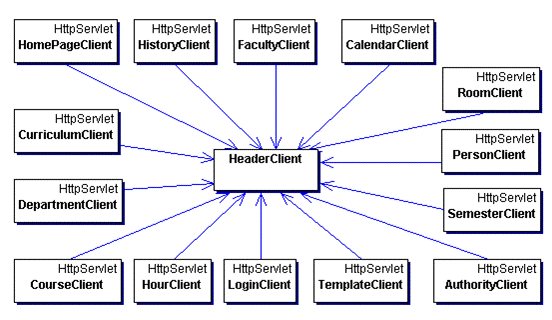 HttpServlet
HomePageClient
HttpServlet
HistoryClient
HttpServlet
FacultyClient
HttpServlet
CalendarClient
HttpServlet
RoomClient
HttpServlet
CurriculumClient
HeaderClient
HttpServlet
PersonClient
HttpServlet
DepartmentClient
HttpServlet
SemesterClient
HttpServlet
CourseClient
HttpServlet
HourClient
HttpServlet
LoginClient
HttpServlet
TemplateClient
HttpServlet
AuthorityClient